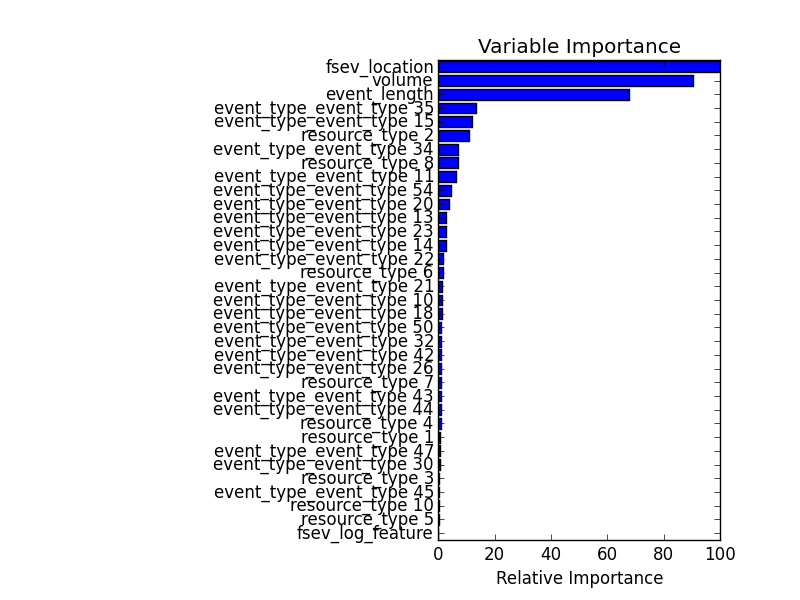 Variable Importance
fsev_location
volume
event_length
event_type_event_type 35
event_type_event_type 15
resource_type 2
event_type_event_type 34
resource_type 8
event_type_event_type 11
event_type_event_type 54
event_type_event_type 20
event_type_event_type 13
event_type_event_type 23
event_type_event_type 14
event_type_event_type 22
resource_type 6
event_type_event_type 21
event_type_event_type 10
event_type_event_type 18
event_type_event_type 50
event_type_event_type 32
event_type_event_type 42
event_type_event_type 26
resource_type 7
event_type_event_type 43
event_type_event_type 44
resource_type 4
resource_type 1
event_type_event_type 47
event_type_event_type 30
resource_type 3
event_type_event_type 45
resource_type 10
resource_type 5
fsev_log_feature
0 20 40 60 80 100
Relative Importance